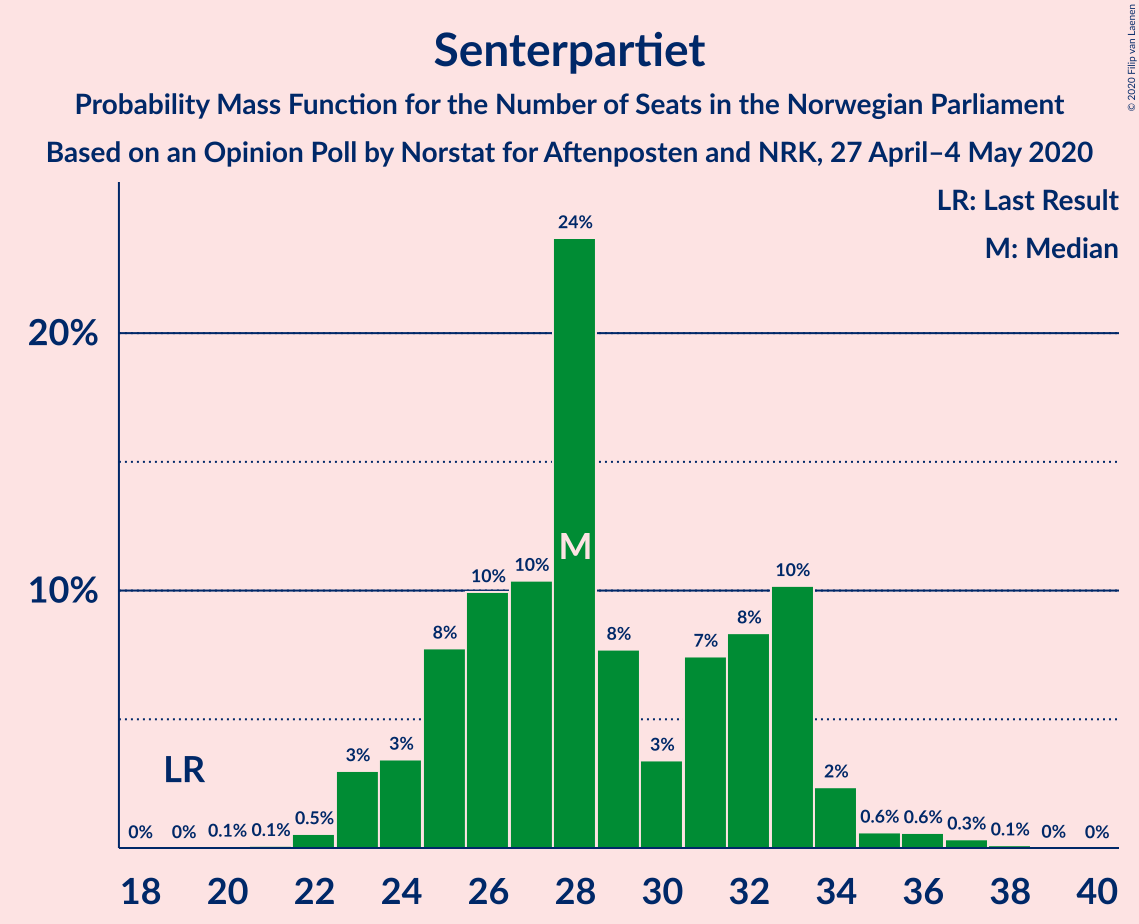 Senterpartiet
Probability Mass Function for the Number of Seats in the Norwegian Parliament
Based on an Opinion Poll by Norstat for Aftenposten and NRK, 27 April–4 May 2020
© 2020 Filip van Laenen
LR: Last Result
M: Median
20%
10%
0% 0% 0.1% 0.1% 0.5% 3% 3% 8% 10% 10% 24% 8% 3% 7% 8% 10% 2% 0.6% 0.6% 0.3% 0.1% 0% 0%
LR
M
18 20 22 24 26 28 30 32 34 36 38 40